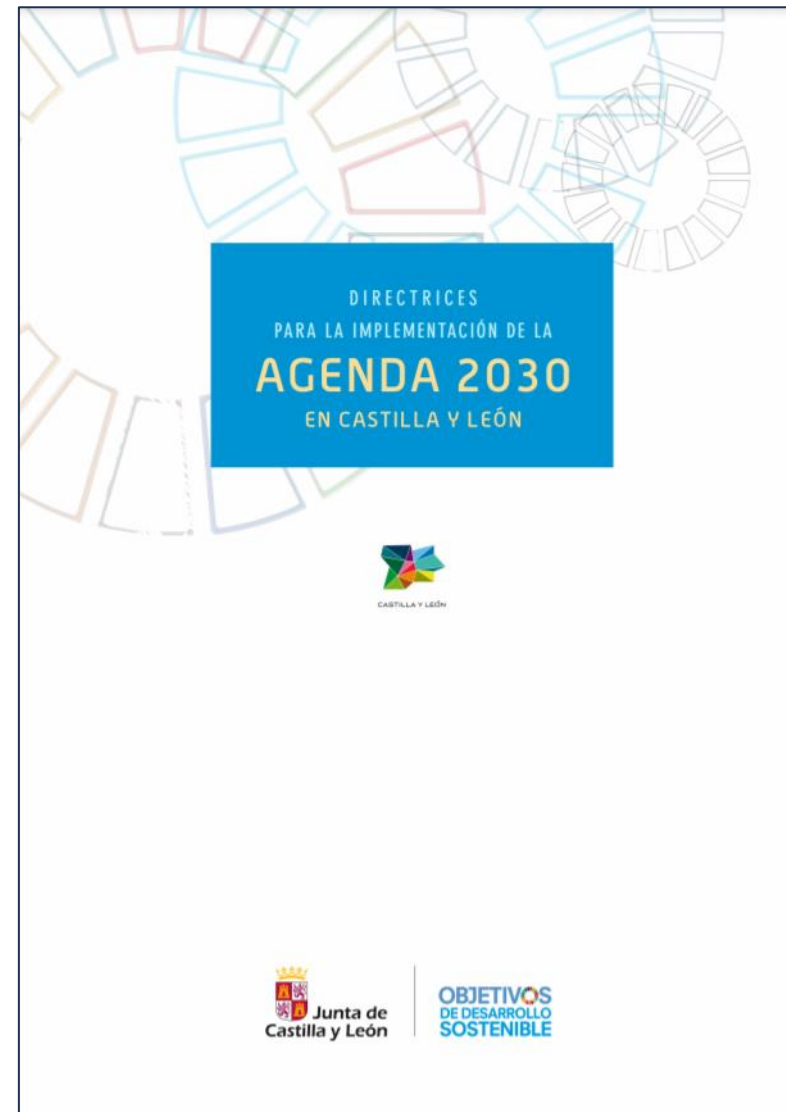 DIRECTRICES
PARA LA IMPLEMENTACIÓN DE LA
AGENDA 2030
EN CASTILLA Y LEÓN
CASTILLA Y LEÓN
Junta de
Castilla y León
OBJETIVOS
DE DESARROLLO
SOSTENIBLE